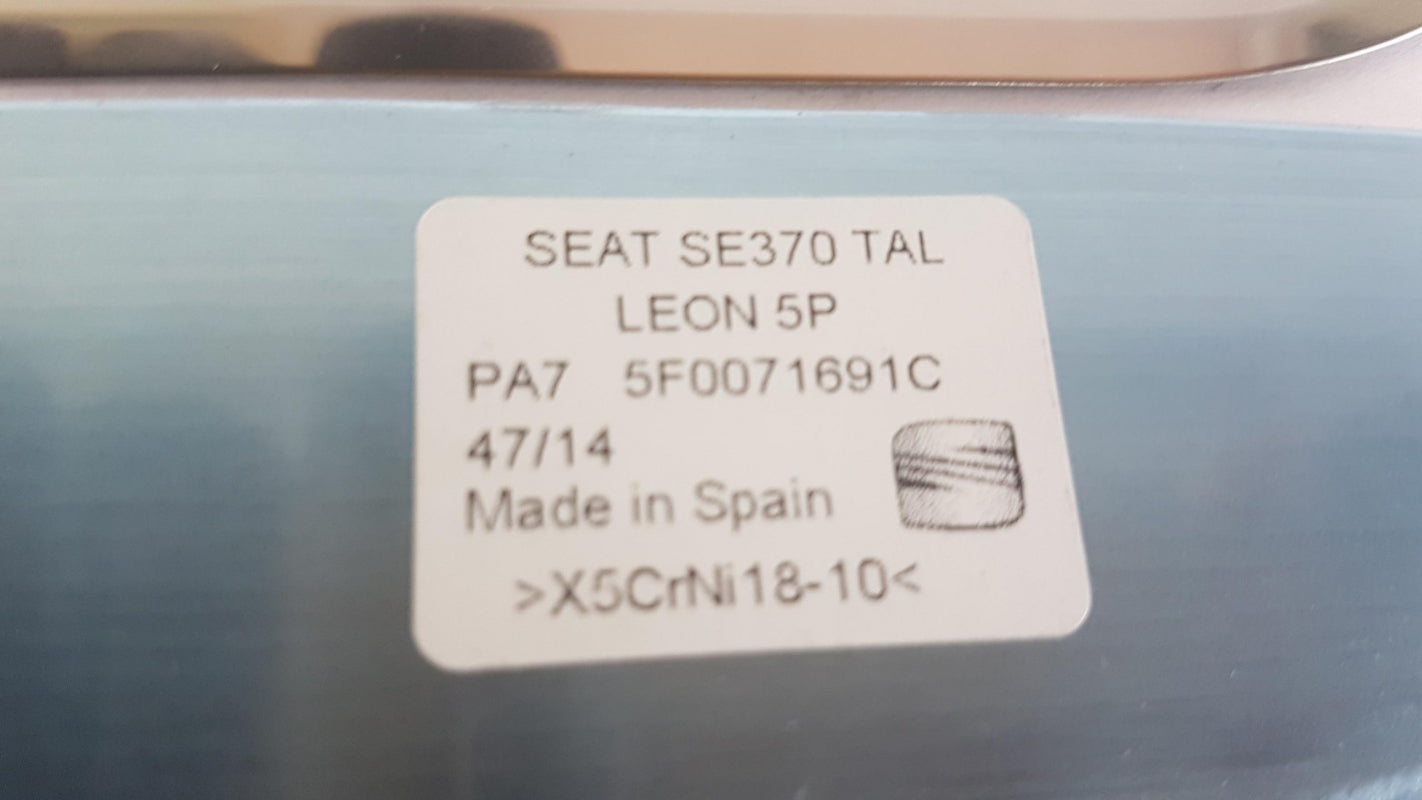 SEAT SE370 TAL
LEON 5P
PA7 5F0071691C
47/14
Made in Spain
>X5CrNi18-10<